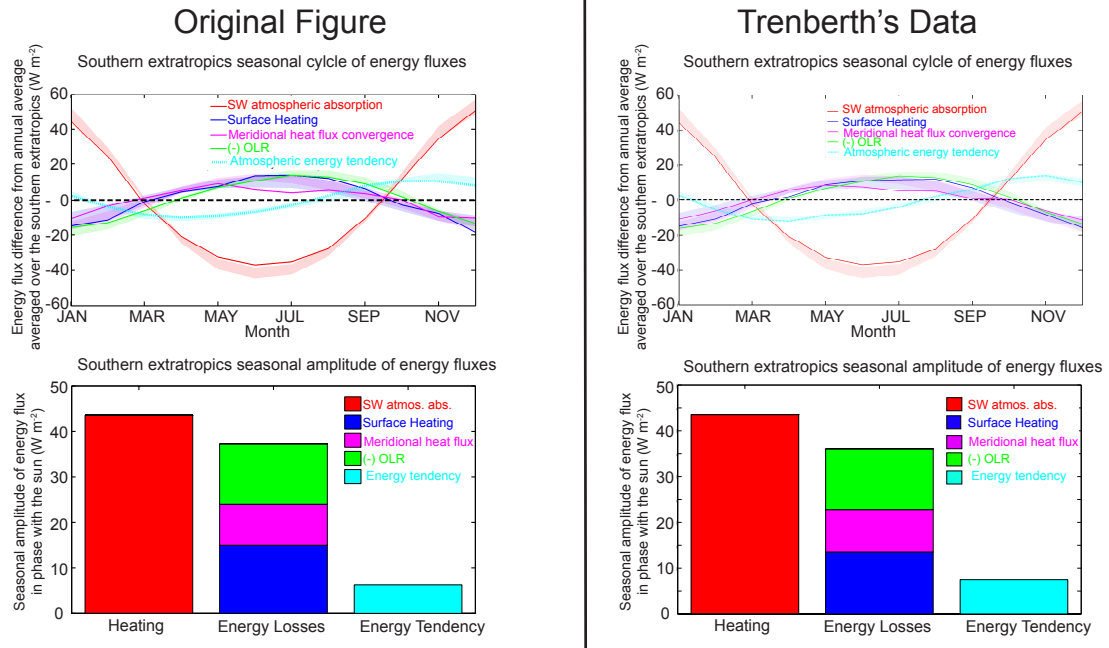 Original Figure
Southern extratropics seasonal cylcle of energy fluxes
Energy flux difference from annual average
averaged over the southern extratropics (W m-2)
60
40
20
- 0
-20
-40
-60
SW atmospheric absorption
Surface Heating
Meridional heat flux convergence
(-) OLR
Atmospheric energy tendency
JAN MAR MAY JUL SEP NOV
Month
Southern extratropics seasonal amplitude of energy fluxes
Seasonal amplitude of energy flux
in phase with the sun (W m-2)
50
40
30
20
10
0
SW atmos. abs.
Surface Heating
Meridional heat flux
(-) OLR
Energy tendency
Heating Energy Losses Energy Tendency
Trenberth's Data
Southern extratropics seasonal cylcle of energy fluxes
Energy flux difference from annual average
averaged over the southern extratropics (W m-2)
60
40
20
- 0
-20
-40
-60
SW atmospheric absorption
Surface Heating
Meridional heat flux convergence
(-) OLR
Atmospheric energy tendency
JAN MAR MAY JUL SEP NOV
Month
Southern extratropics seasonal amplitude of energy fluxes
Seasonal amplitude of energy flux
in phase with the sun (W m-2)
50
40
30
20
10
0
SW atmos. abs.
Surface Heating
Meridional heat flux
(-) OLR
Energy tendency
Heating Energy Losses Energy Tendency